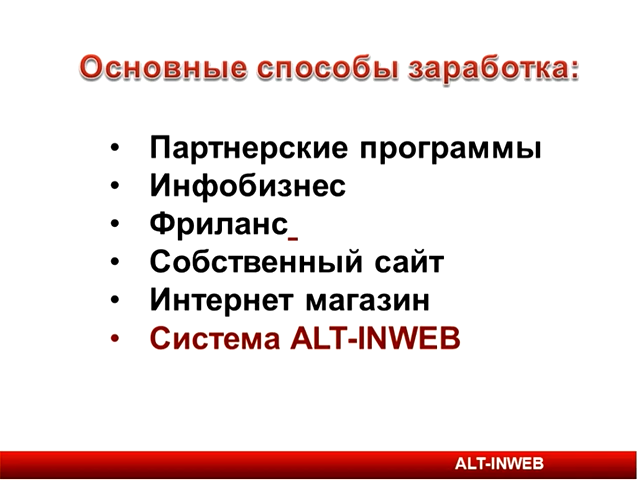 Основные способы заработка:
• Партнерские программы
• Инфобизнес
• Фриланс
• Собственный сайт
• Интернет магазин
• Система ALT-INWEB
ALT-INWEB